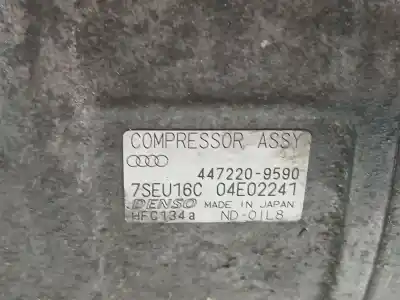 COMPRESSOR ASSY
447220-9590
7SEU16C 04E02241
DENSO MADE IN JAPAN
HFC134a ND-OIL8